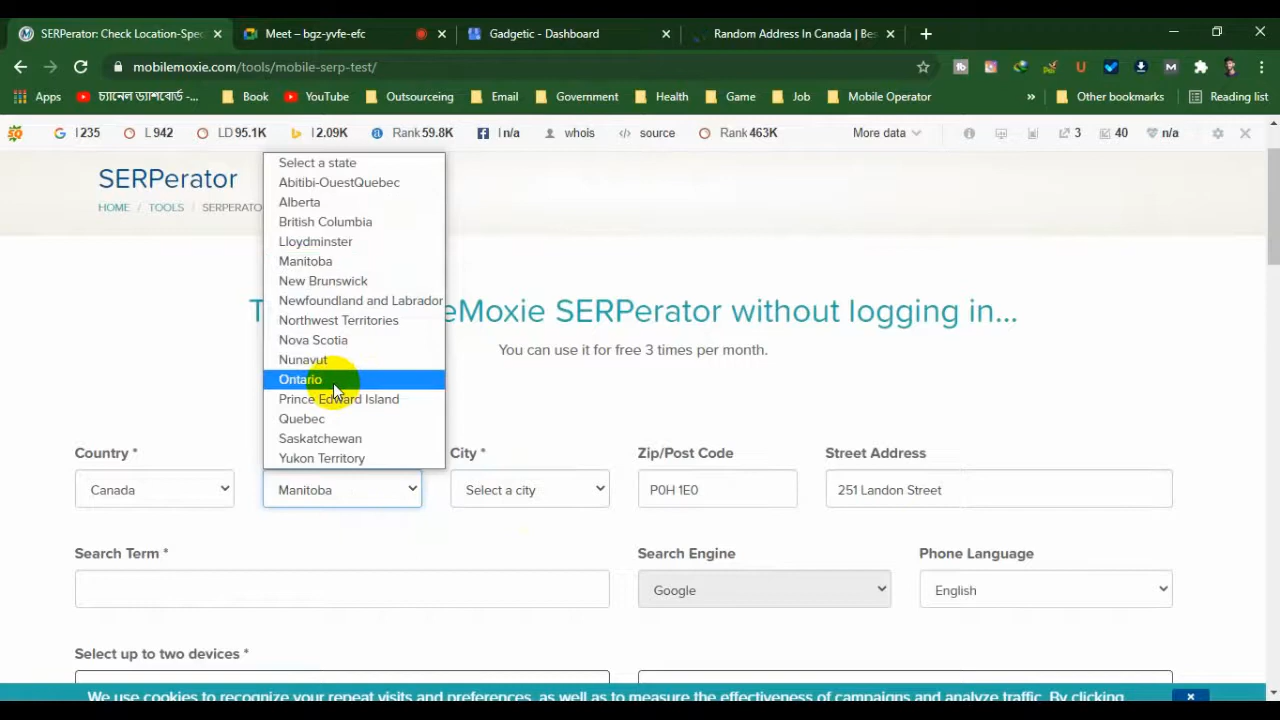 SERPerator: Check Location-Spec
Meet – bgz-yvfe-efc
Gadgetic - Dashboard
Random Address In Canada | Bes
mobilemoxie.com/tools/mobile-serp-test/
Apps
চ্যানেল ড্যাশবোর্ড -...
Book
YouTube
Outsourceing
Email
Government
Health
Game
Job
Mobile Operator
»
Other bookmarks
Reading list
I 235
L 942
LD 95.1K
I 2.09K
Rank 59.8K
I n/a
whois
source
Rank 463K
More data
3
40
n/a
SERPerator
HOME / TOOLS / SERPERATO
Select a state
Abitibi-OuestQuebec
Alberta
British Columbia
Lloydminster
Manitoba
New Brunswick
Newfoundland and Labrador
Northwest Territories
Nova Scotia
Nunavut
Ontario
Prince Edward Island
Quebec
Saskatchewan
Yukon Territory
T eMoxie SERPerator without logging in...
You can use it for free 3 times per month.
Country *
City *
Zip/Post Code
Street Address
Canada
Manitoba
Select a city
P0H 1E0
251 Landon Street
Search Term *
Search Engine
Phone Language
Google
English
Select up to two devices *
We use cookies to recognize your repeat visits and preferences, as well as to measure the effectiveness of campaigns and analyze traffic. By clicking